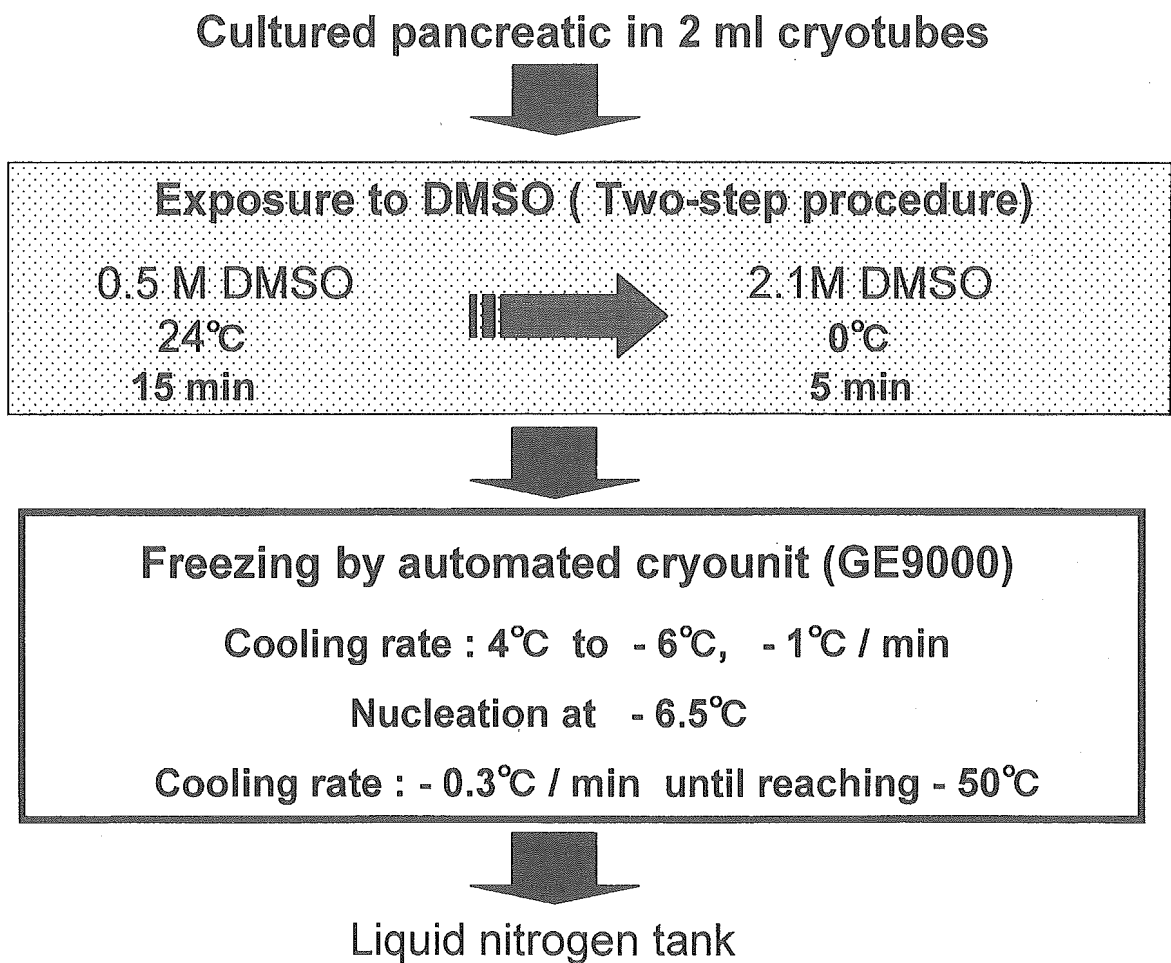 Cultured pancreatic in 2 ml cryotubes
Exposure to DMSO ( Two-step procedure)
0.5 M DMSO
24°C
15 min
2.1M DMSO
0°C
5 min
Freezing by automated cryounit (GE9000)
Cooling rate : 4°C to - 6°C, - 1°C / min
Nucleation at - 6.5°C
Cooling rate : - 0.3°C / min until reaching - 50°C
Liquid nitrogen tank